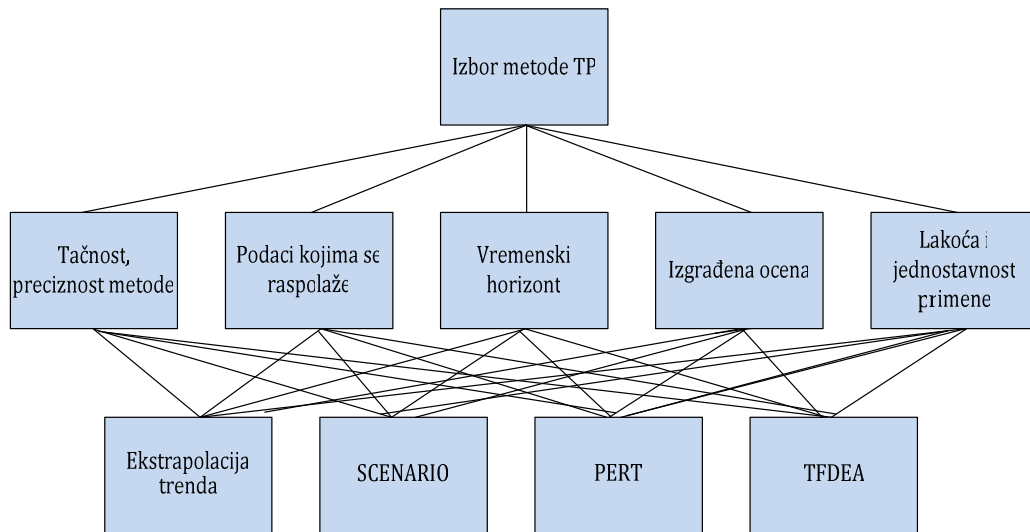 Izbor metode TP
Tačnost,
preciznost metode
Podaci kojima se
raspolaže
Vremenski
horizont
Izgrađena ocena
Lakoća i
jednostavnost
primene
Ekstrapolacija
trenda
SCENARIO
PERT
TFDEA